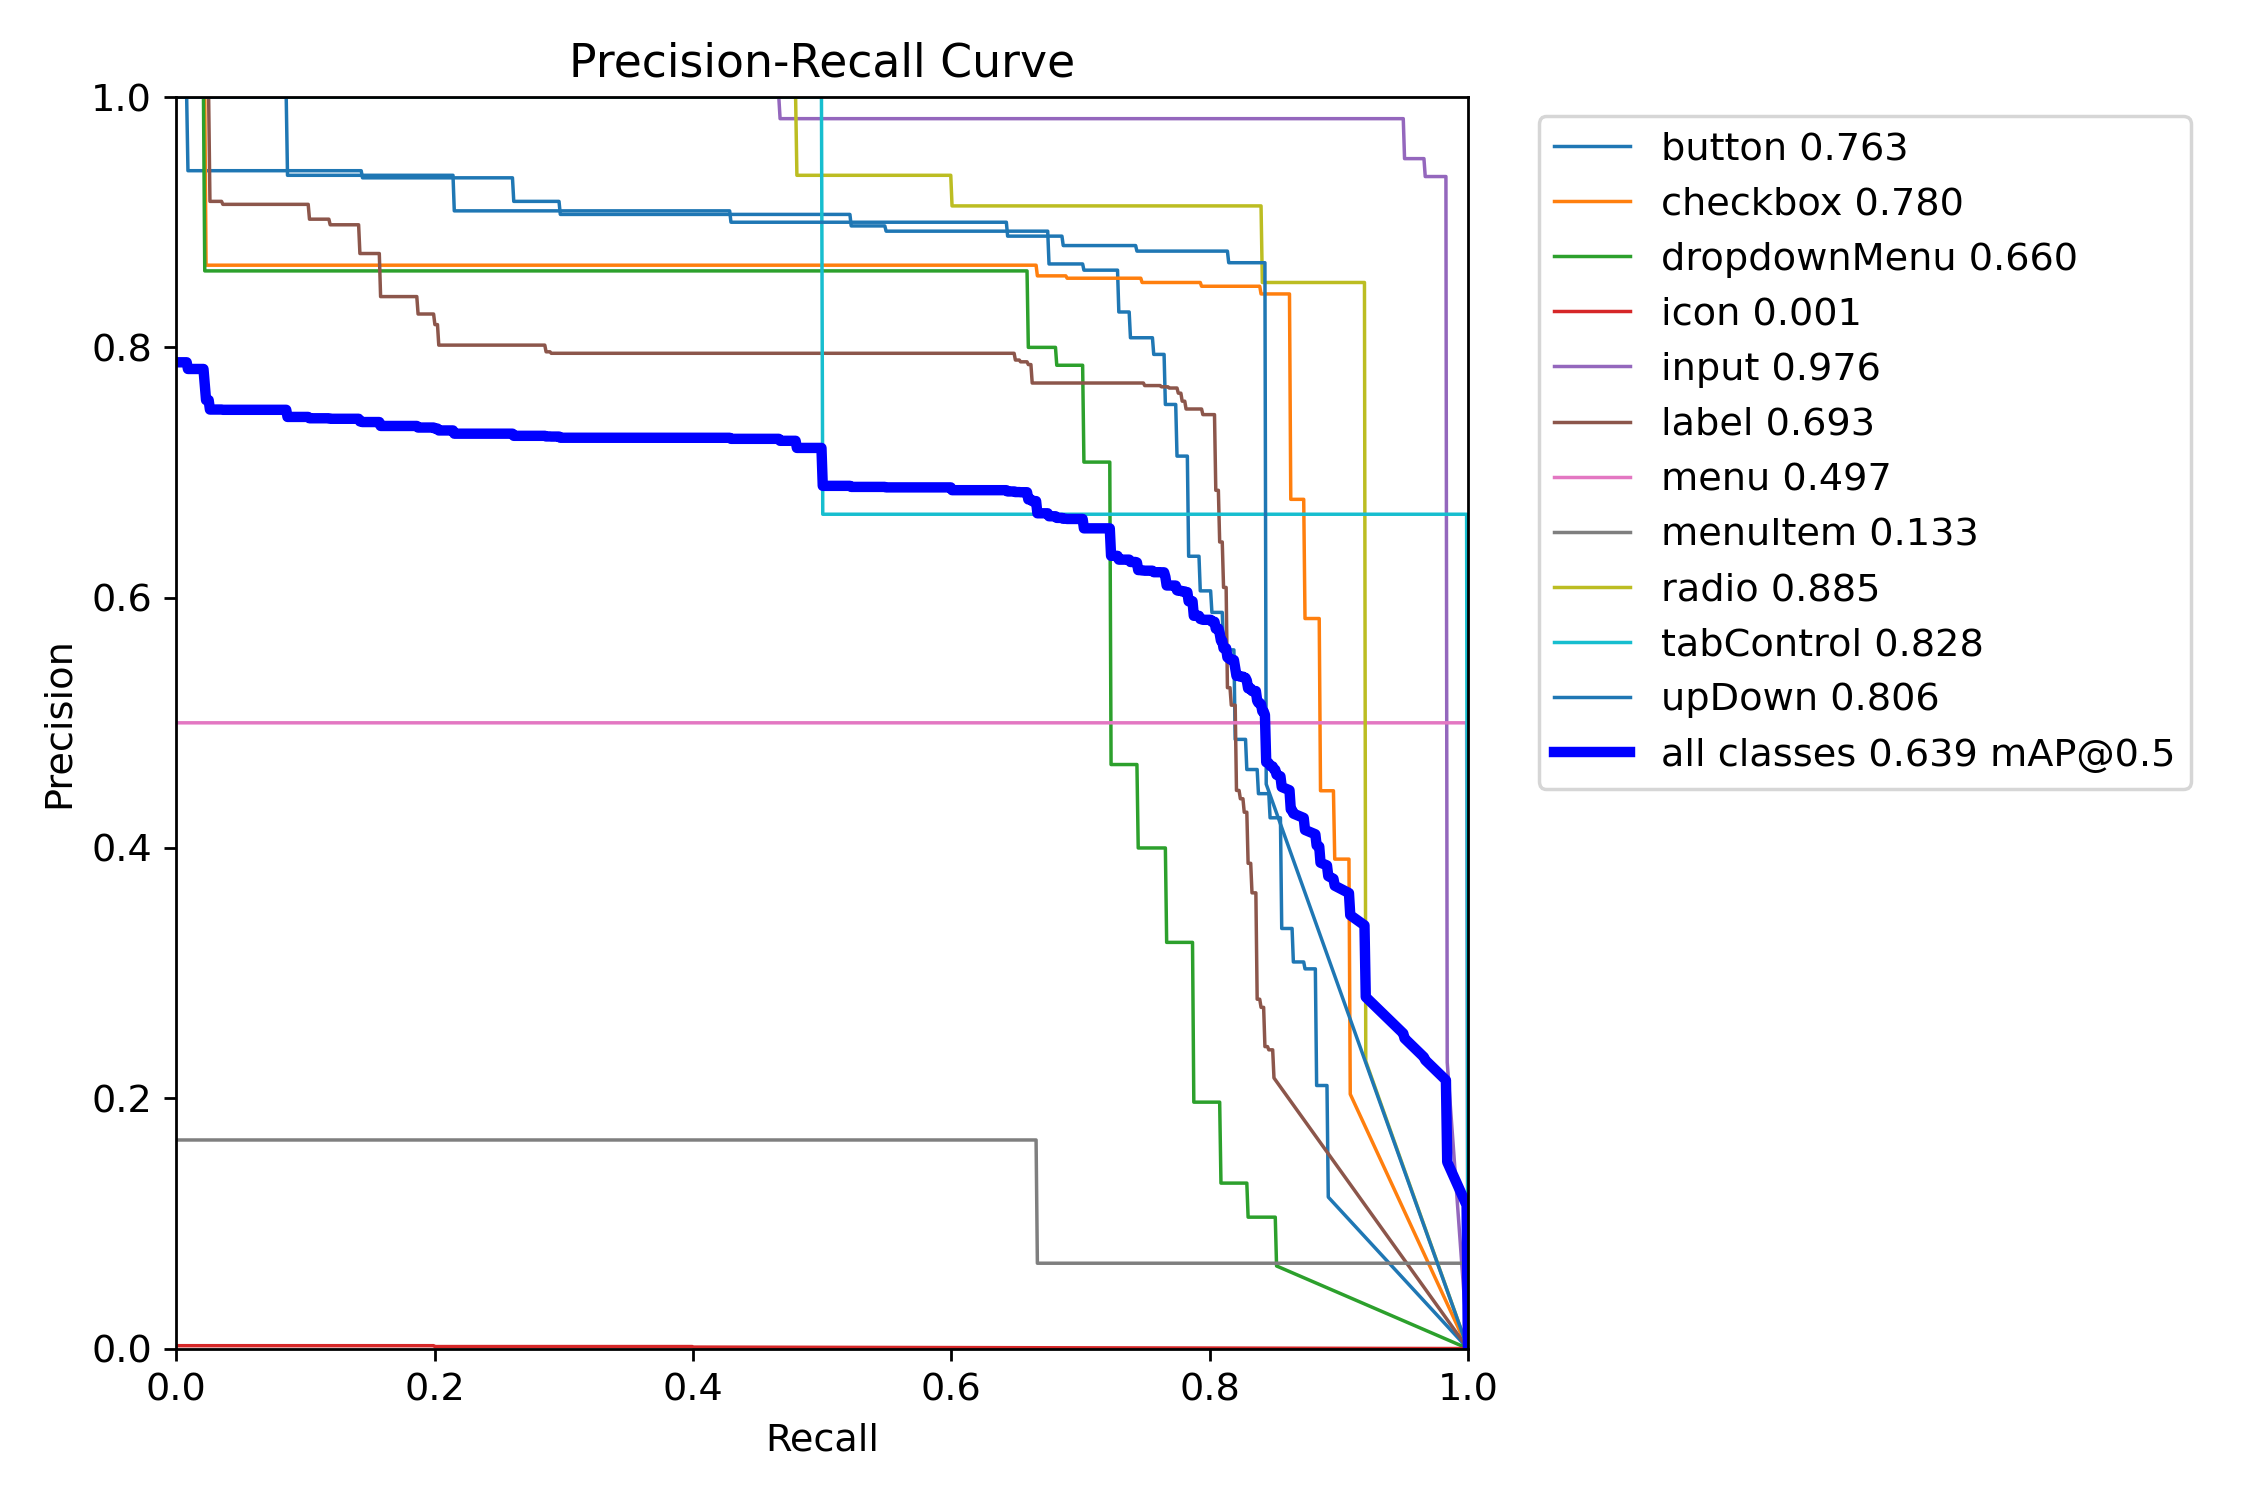 Precision-Recall Curve
1.0
0.8
0.6
0.4
0.2
0.0
Precision
0.0 0.2 0.4 0.6 0.8 1.0
Recall
button 0.763
checkbox 0.780
dropdownMenu 0.660
icon 0.001
input 0.976
label 0.693
menu 0.497
menuItem 0.133
radio 0.885
tabControl 0.828
upDown 0.806
all classes 0.639 mAP@0.5